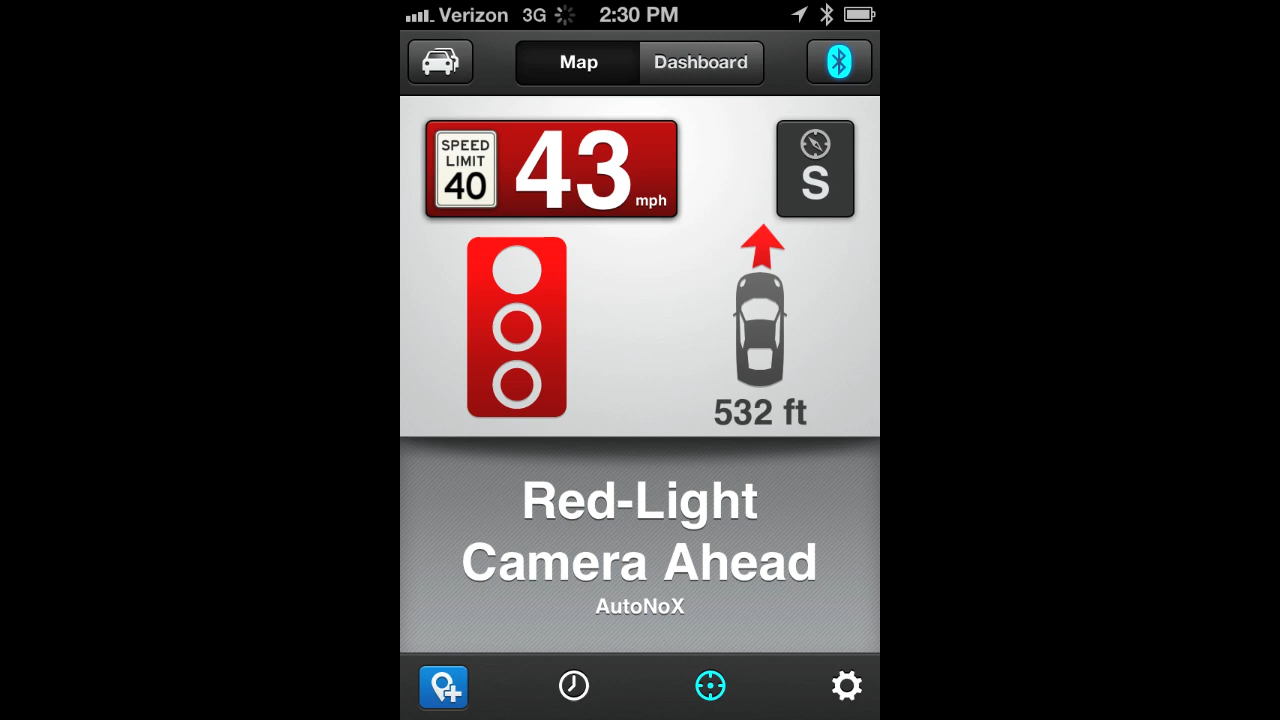 Verizon 3G 2:30 PM
Map Dashboard
SPEED
LIMIT
40
43 mph
S
532 ft
Red-Light
Camera Ahead
AutoNoX